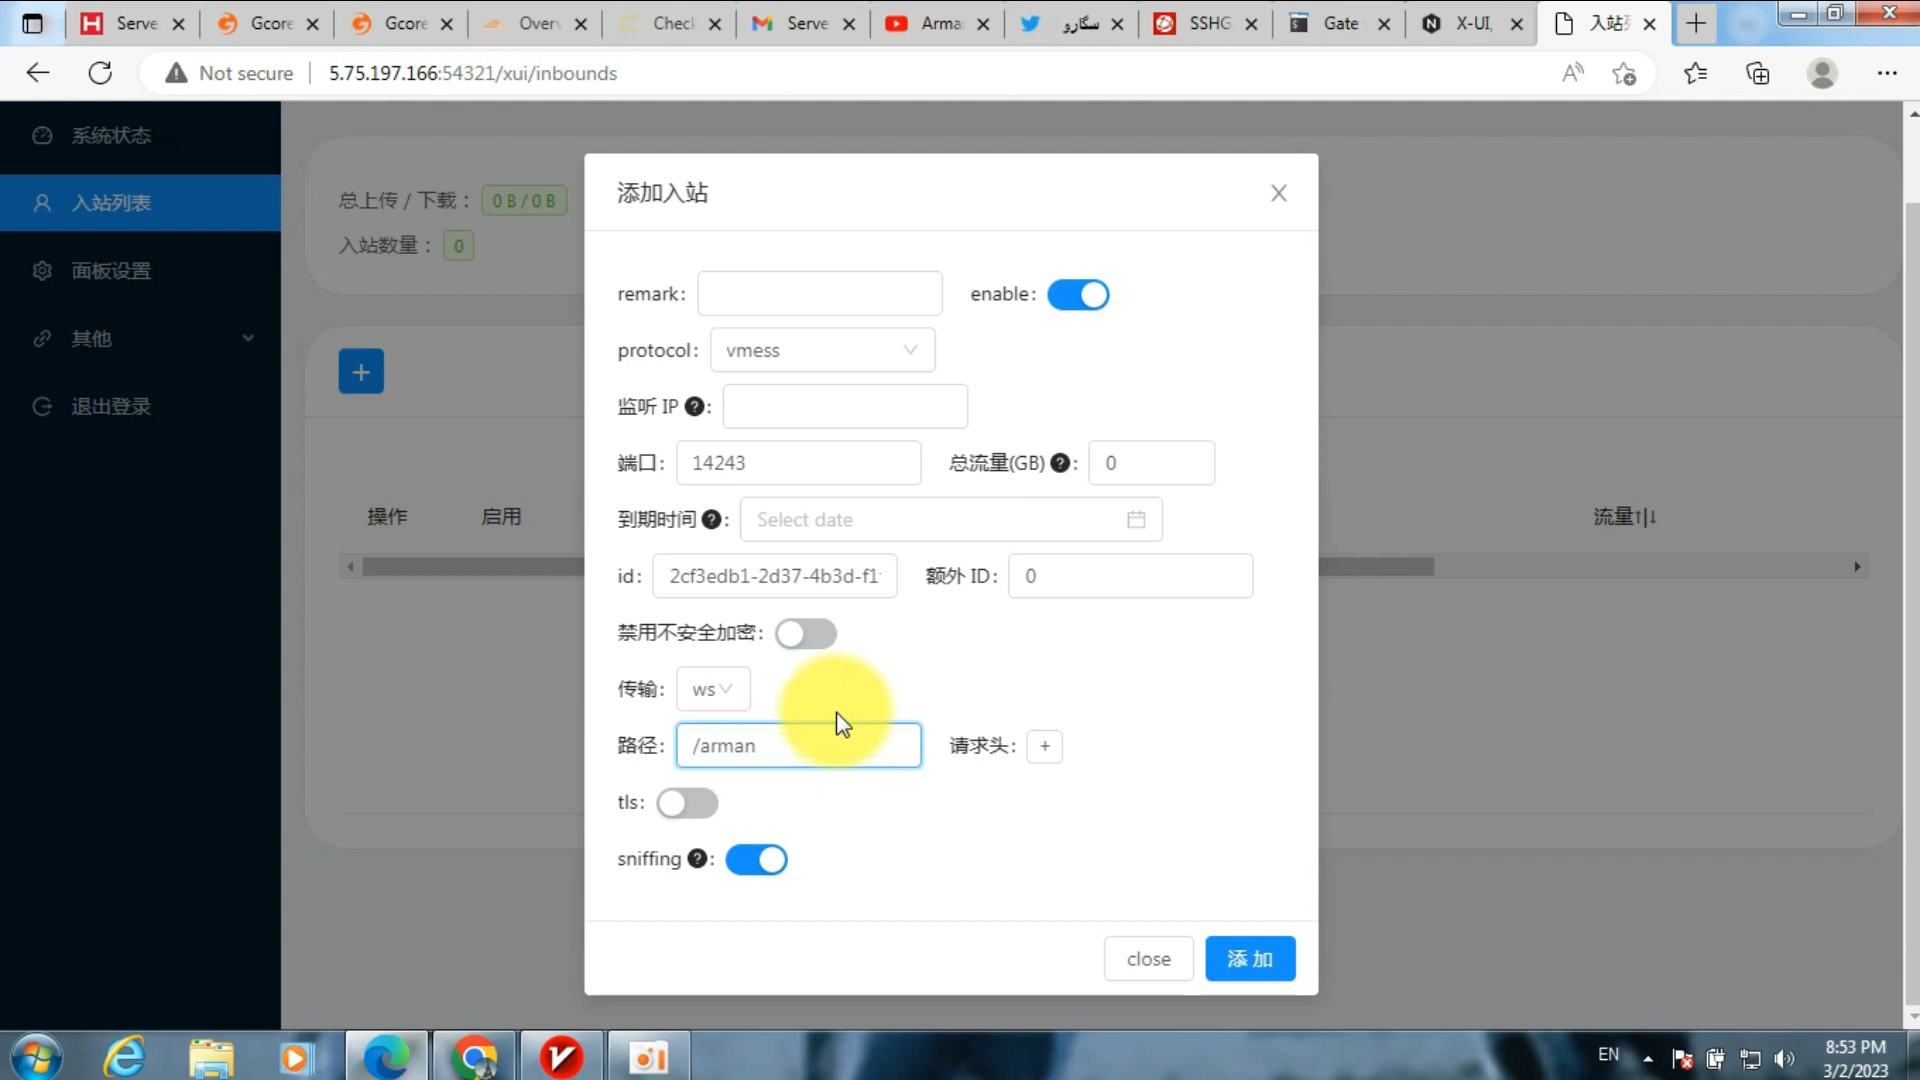 Serve
Gcore
Gcore
Over
Check
Serve
Arma
سگارو
SSHG
Gate
X-UI,
入站
Not secure
5.75.197.166:54321/xui/inbounds
系统状态
入站列表
面板设置
其他
退出登录
总上传 / 下载：
0 B / 0 B
入站数量：
0
操作
启用
流量↑|↓
添加入站
remark:
enable:
protocol:
vmess
监听 IP ? :
端口:
14243
总流量(GB) ? :
0
到期时间 ? :
Select date
id:
2cf3edb1-2d37-4b3d-f1
额外 ID:
0
禁用不安全加密:
传输:
ws
路径:
/arman
请求头:
+
tls:
sniffing ? :
close
添 加
EN
8:53 PM
3/2/2023